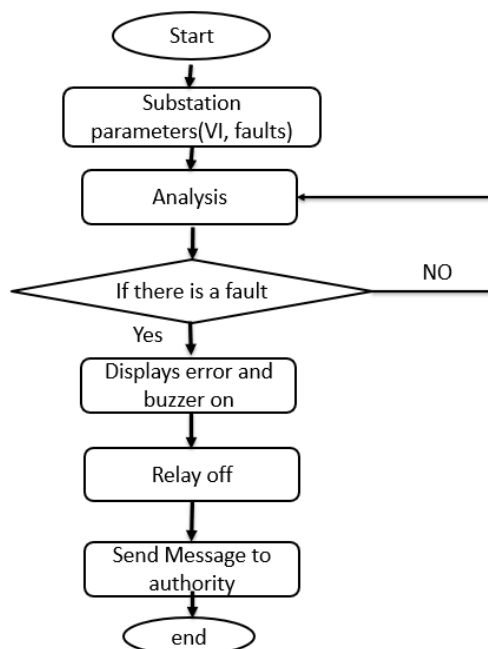 Start
Substation
parameters(VI, faults)
Analysis
If there is a fault
NO
Yes
Displays error and
buzzer on
Relay off
Send Message to
authority
end